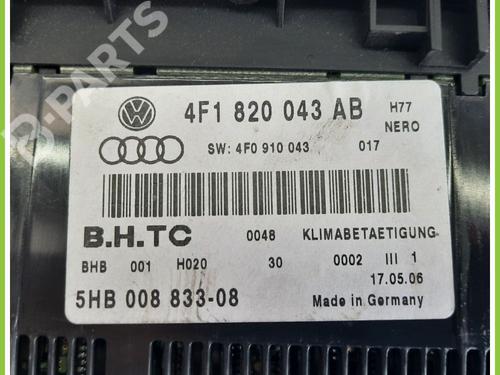 4F1 820 043 AB H77
NERO
SW: 4F0 910 043 017
B.H.TC 0048 KLIMABETAETIGUNG
BHB 001 H020 30 0002 III 1
17.05.06
5HB 008 833-08 Made in Germany
B-PARTS